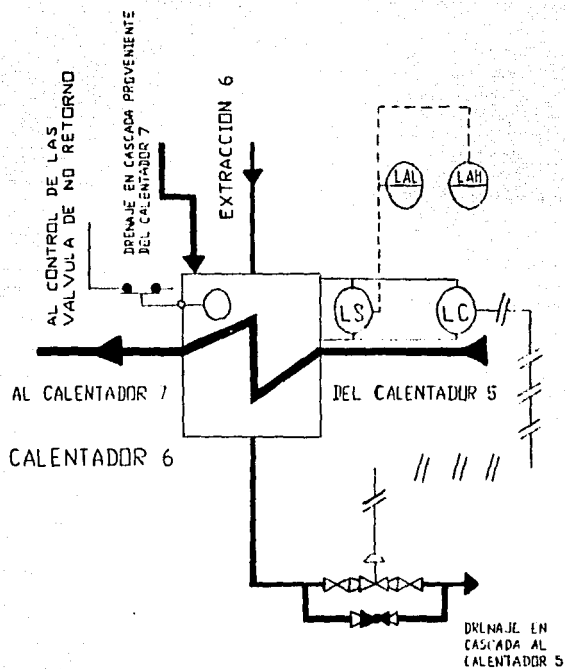 AL CONTROL DE LAS
VALVULA DE NO RETORNO
DRENAJE EN CASCADA PROVENIENTE
DEL CALENTADOR 7
EXTRACCION 6
LAL
LAH
LS
LC
AL CALENTADOR 7
DEL CALENTADOR 5
CALENTADOR 6
DRENAJE EN
CASCADA AL
CALENTADOR 5